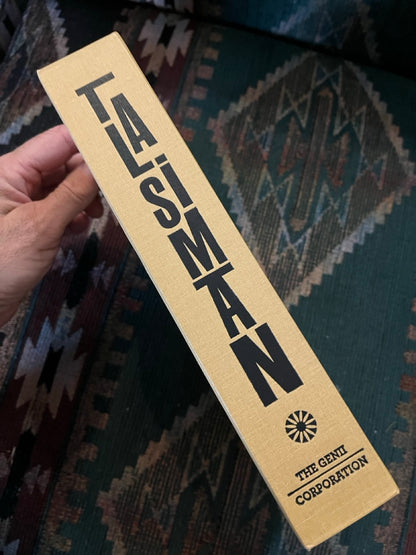 TALiSMAN
THE GENII
CORPORATION